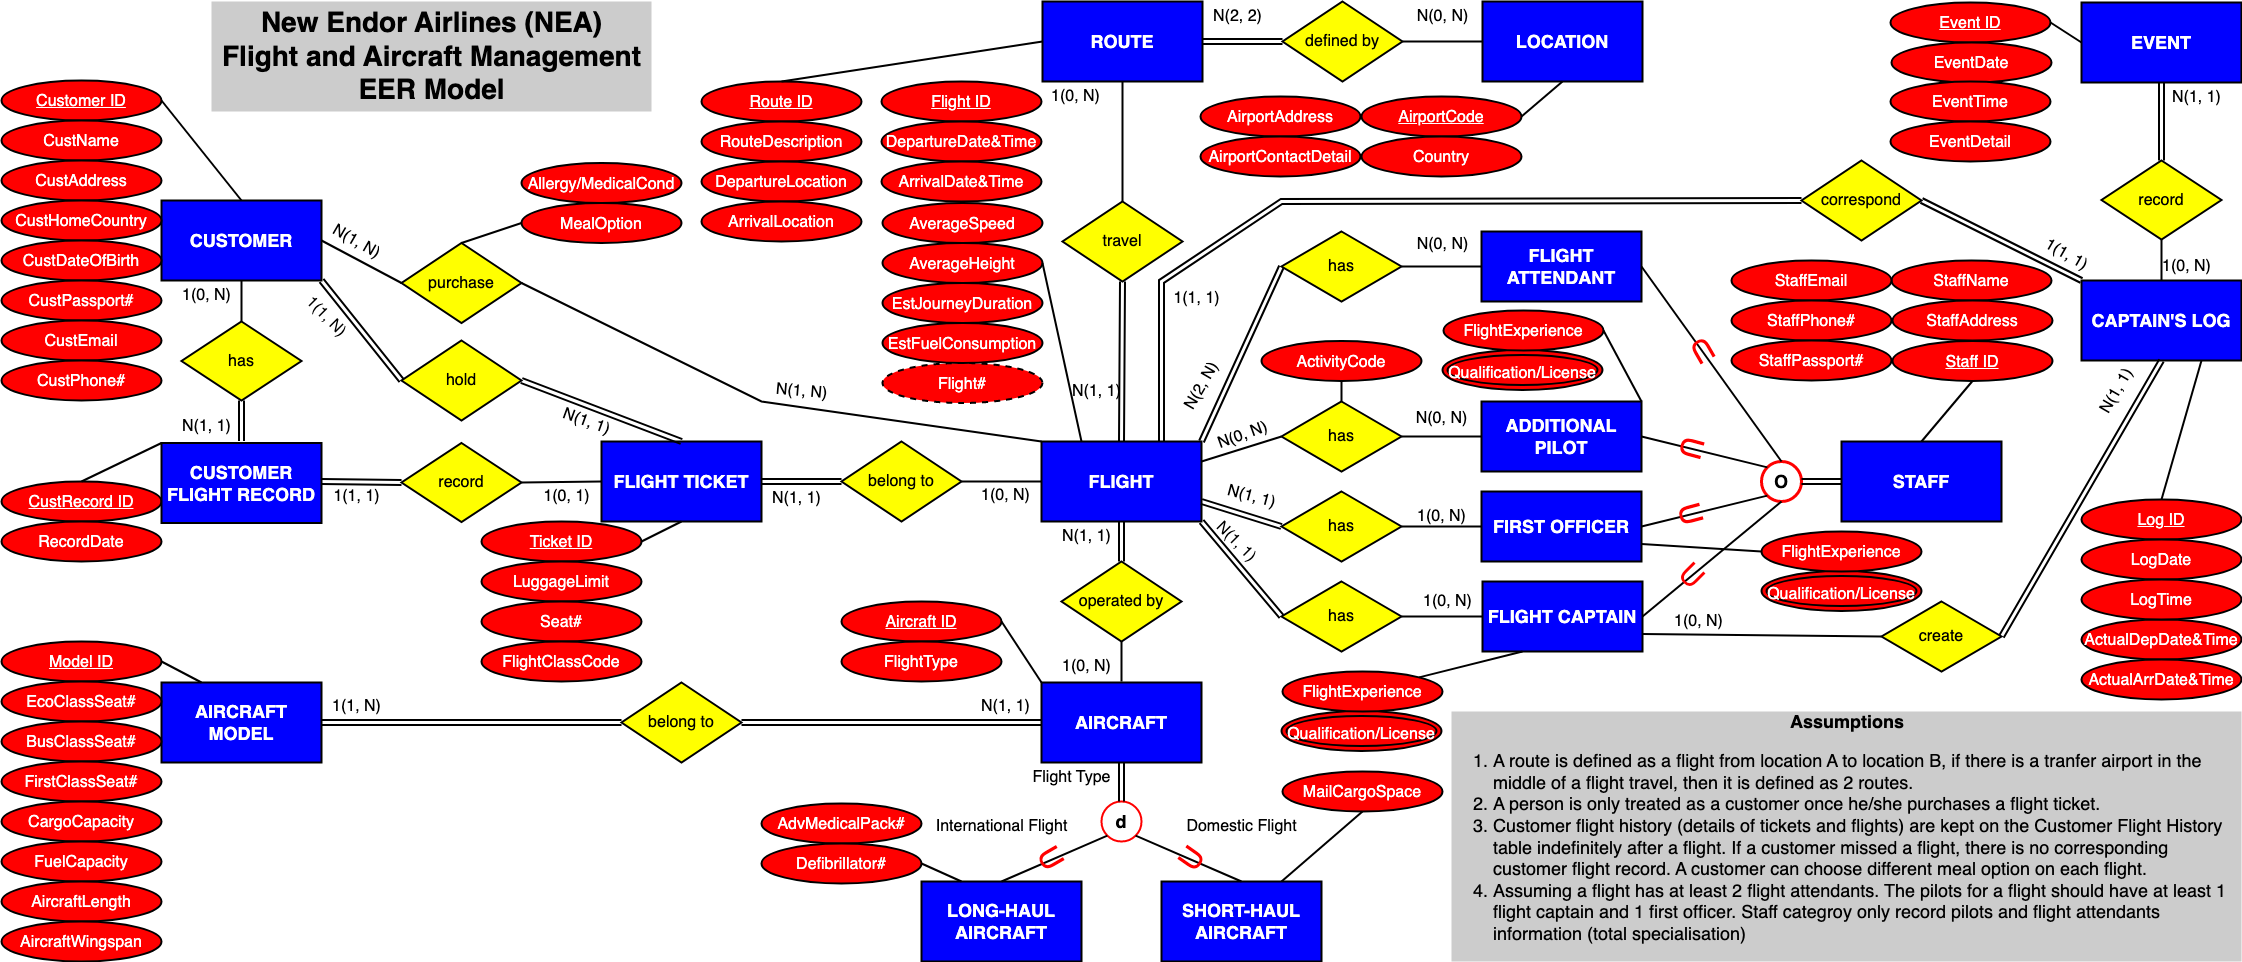 New Endor Airlines (NEA)
Flight and Aircraft Management
EER Model
ROUTE
N(2, 2)
defined by
N(0, N)
LOCATION
Event ID
EventDate
EventTime
EventDetail
EVENT
N(1, 1)
record
1(0, N)
Customer ID
CustName
CustAddress
CustHomeCountry
CustDateOfBirth
CustPassport#
CustEmail
CustPhone#
CUSTOMER
Allergy/MedicalCond
MealOption
N(1, N)
purchase
N(1, N)
Route ID
RouteDescription
DepartureLocation
ArrivalLocation
Flight ID
DepartureDate&Time
ArrivalDate&Time
AverageSpeed
AverageHeight
EstJourneyDuration
EstFuelConsumption
Flight#
1(0, N)
travel
N(1, 1)
AirportAddress
AirportCode
AirportContactDetail
Country
correspond
1(1, 1)
1(1, 1)
CAPTAIN'S LOG
1(0, N)
has
N(1, 1)
1(1, N)
hold
N(1, 1)
CUSTOMER
FLIGHT RECORD
CustRecord ID
RecordDate
1(1, 1)
record
1(0, 1)
FLIGHT TICKET
Ticket ID
LuggageLimit
Seat#
FlightClassCode
N(1, 1)
belong to
1(0, N)
FLIGHT
N(2, N)
has
N(0, N)
FLIGHT
ATTENDANT
FlightExperience
Qualification/License
ActivityCode
N(0, N)
has
N(0, N)
ADDITIONAL
PILOT
N(1, 1)
has
1(0, N)
FIRST OFFICER
FlightExperience
Qualification/License
N(1, 1)
has
1(0, N)
FLIGHT CAPTAIN
FlightExperience
Qualification/License
O
STAFF
StaffEmail
StaffName
StaffPhone#
StaffAddress
StaffPassport#
Staff ID
1(0, N)
create
N(1, 1)
Log ID
LogDate
LogTime
ActualDepDate&Time
ActualArrDate&Time
N(1, 1)
operated by
1(0, N)
Aircraft ID
FlightType
AIRCRAFT
Model ID
EcoClassSeat#
BusClassSeat#
FirstClassSeat#
CargoCapacity
FuelCapacity
AircraftLength
AircraftWingspan
AIRCRAFT
MODEL
1(1, N)
belong to
N(1, 1)
Flight Type
d
International Flight
Domestic Flight
AdvMedicalPack#
Defibrillator#
MailCargoSpace
LONG-HAUL
AIRCRAFT
SHORT-HAUL
AIRCRAFT
Assumptions
1. A route is defined as a flight from location A to location B, if there is a tranfer airport in the
middle of a flight travel, then it is defined as 2 routes.
2. A person is only treated as a customer once he/she purchases a flight ticket.
3. Customer flight history (details of tickets and flights) are kept on the Customer Flight History
table indefinitely after a flight. If a customer missed a flight, there is no corresponding
customer flight record. A customer can choose different meal option on each flight.
4. Assuming a flight has at least 2 flight attendants. The pilots for a flight should have at least 1
flight captain and 1 first officer. Staff categroy only record pilots and flight attendants
information (total specialisation)